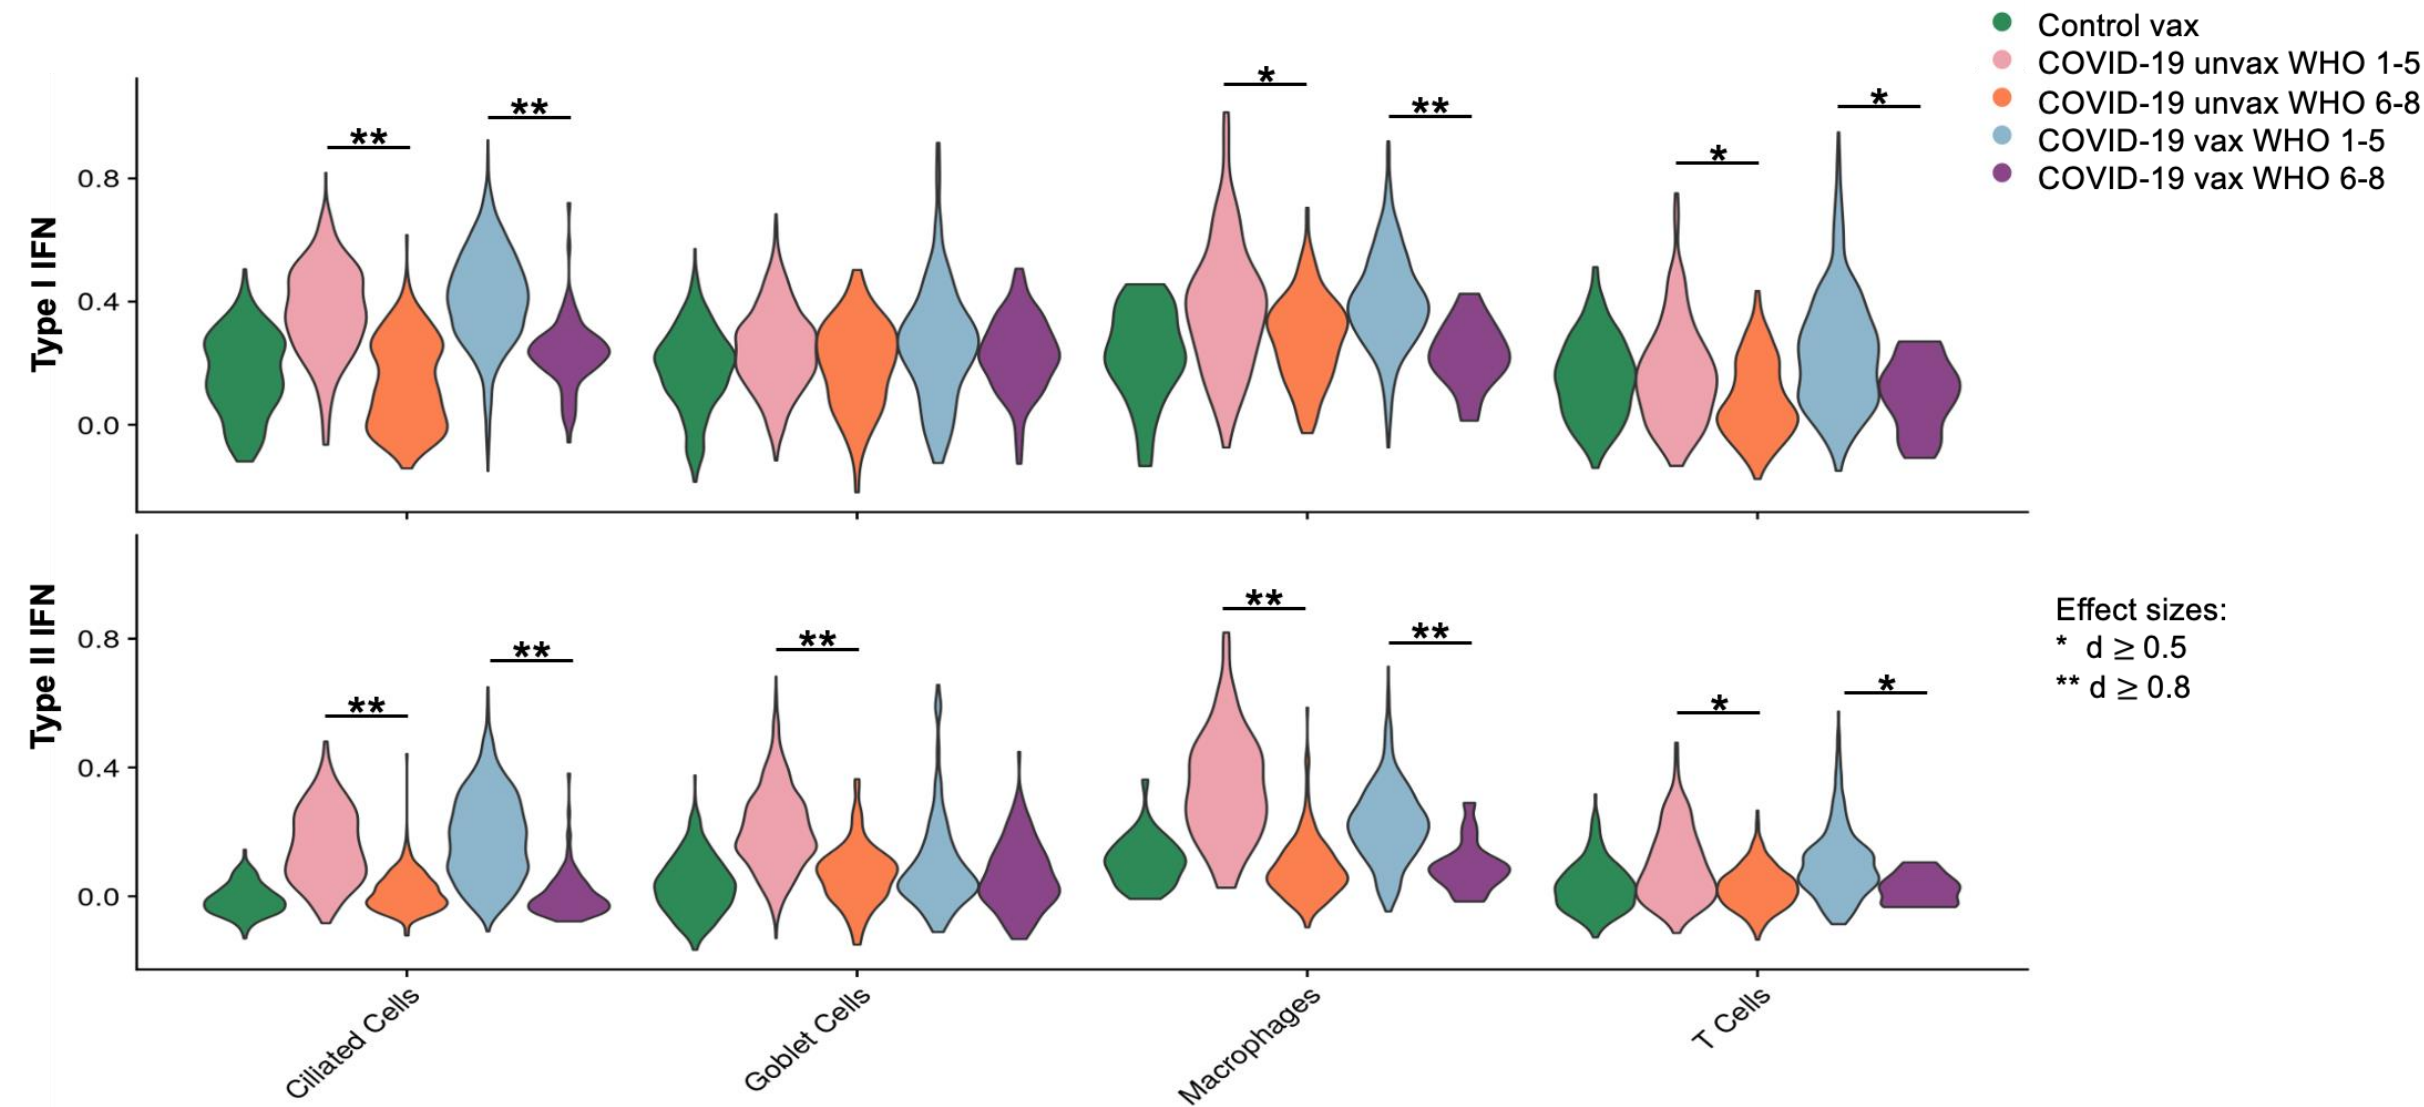 Control vax
COVID-19 unvax WHO 1-5
COVID-19 unvax WHO 6-8
COVID-19 vax WHO 1-5
COVID-19 vax WHO 6-8
Type I IFN
0.8
0.4
0.0
** ** * ** * *
Type II IFN
0.8
0.4
0.0
** ** ** ** ** * *
Effect sizes:
* d ≥ 0.5
** d ≥ 0.8
Ciliated Cells
Goblet Cells
Macrophages
T Cells